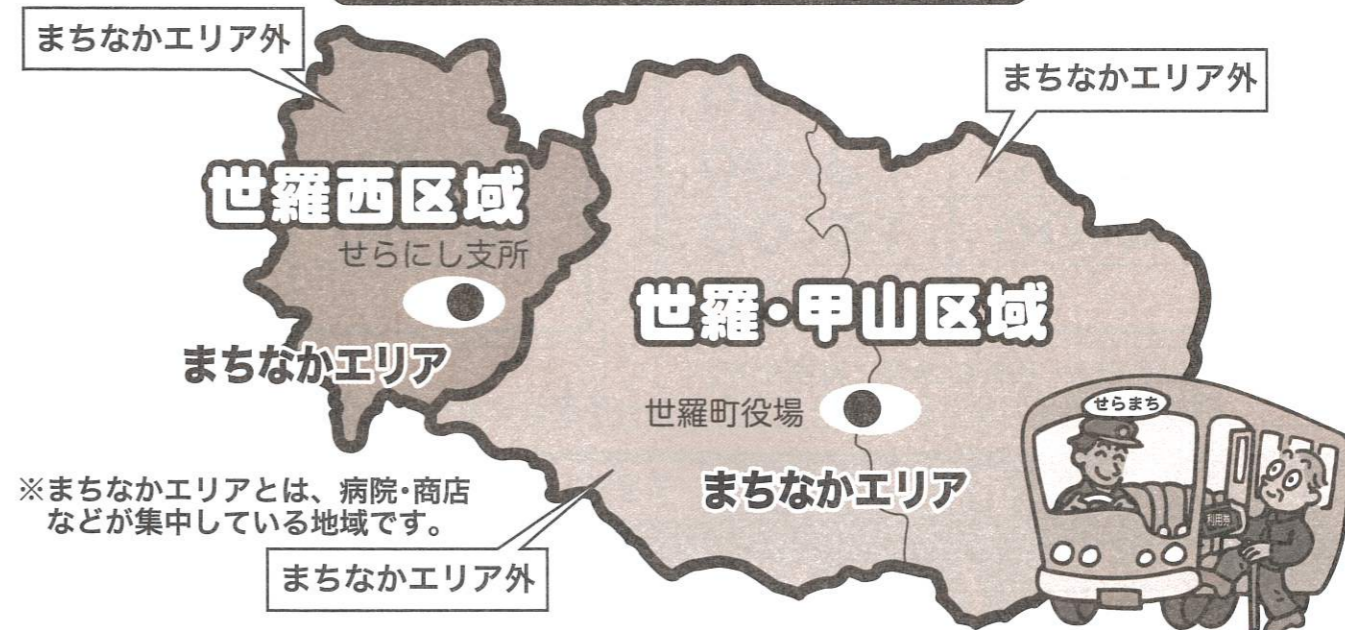 まちなかエリア外
まちなかエリア外
世羅西区域
せらにし支所
まちなかエリア
世羅・甲山区域
世羅町役場
まちなかエリア
せらまち
利用券
※まちなかエリアとは、病院・商店
などが集中している地域です。
まちなかエリア外